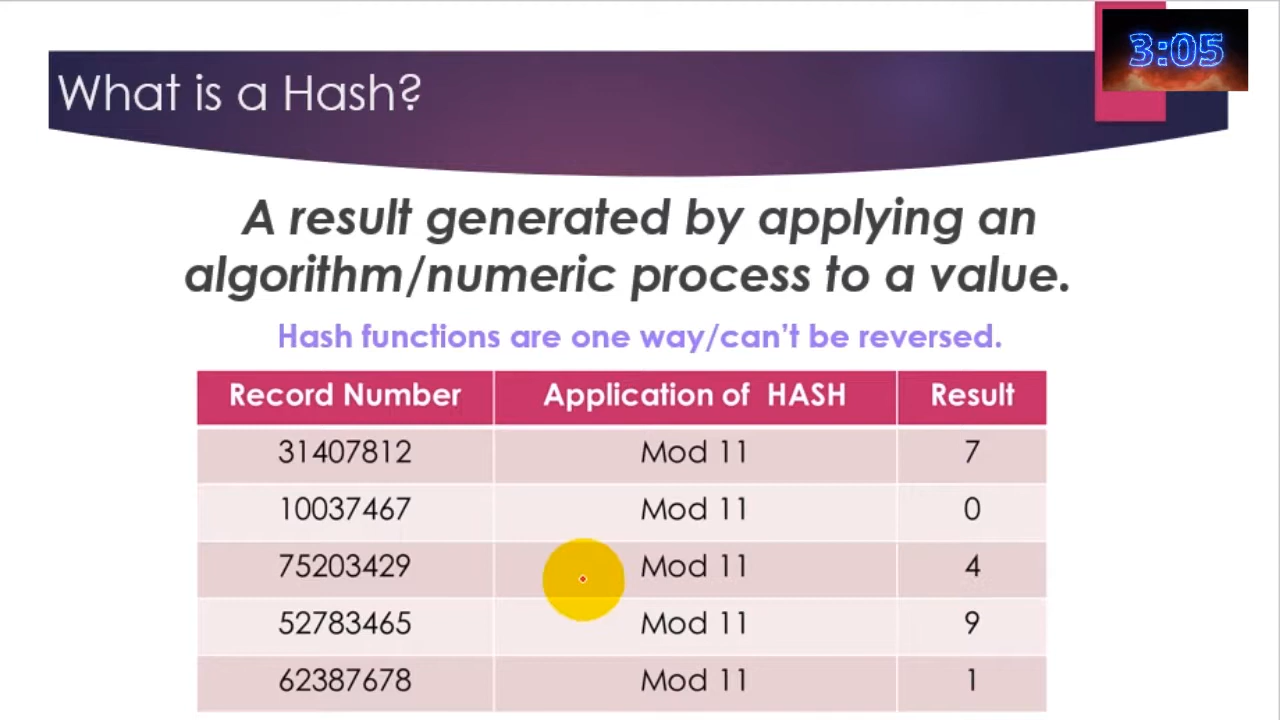 3:05
What is a Hash?
A result generated by applying an
algorithm/numeric process to a value.
Hash functions are one way/can't be reversed.
Record Number Application of HASH Result
31407812 Mod 11 7
10037467 Mod 11 0
75203429 Mod 11 4
52783465 Mod 11 9
62387678 Mod 11 1